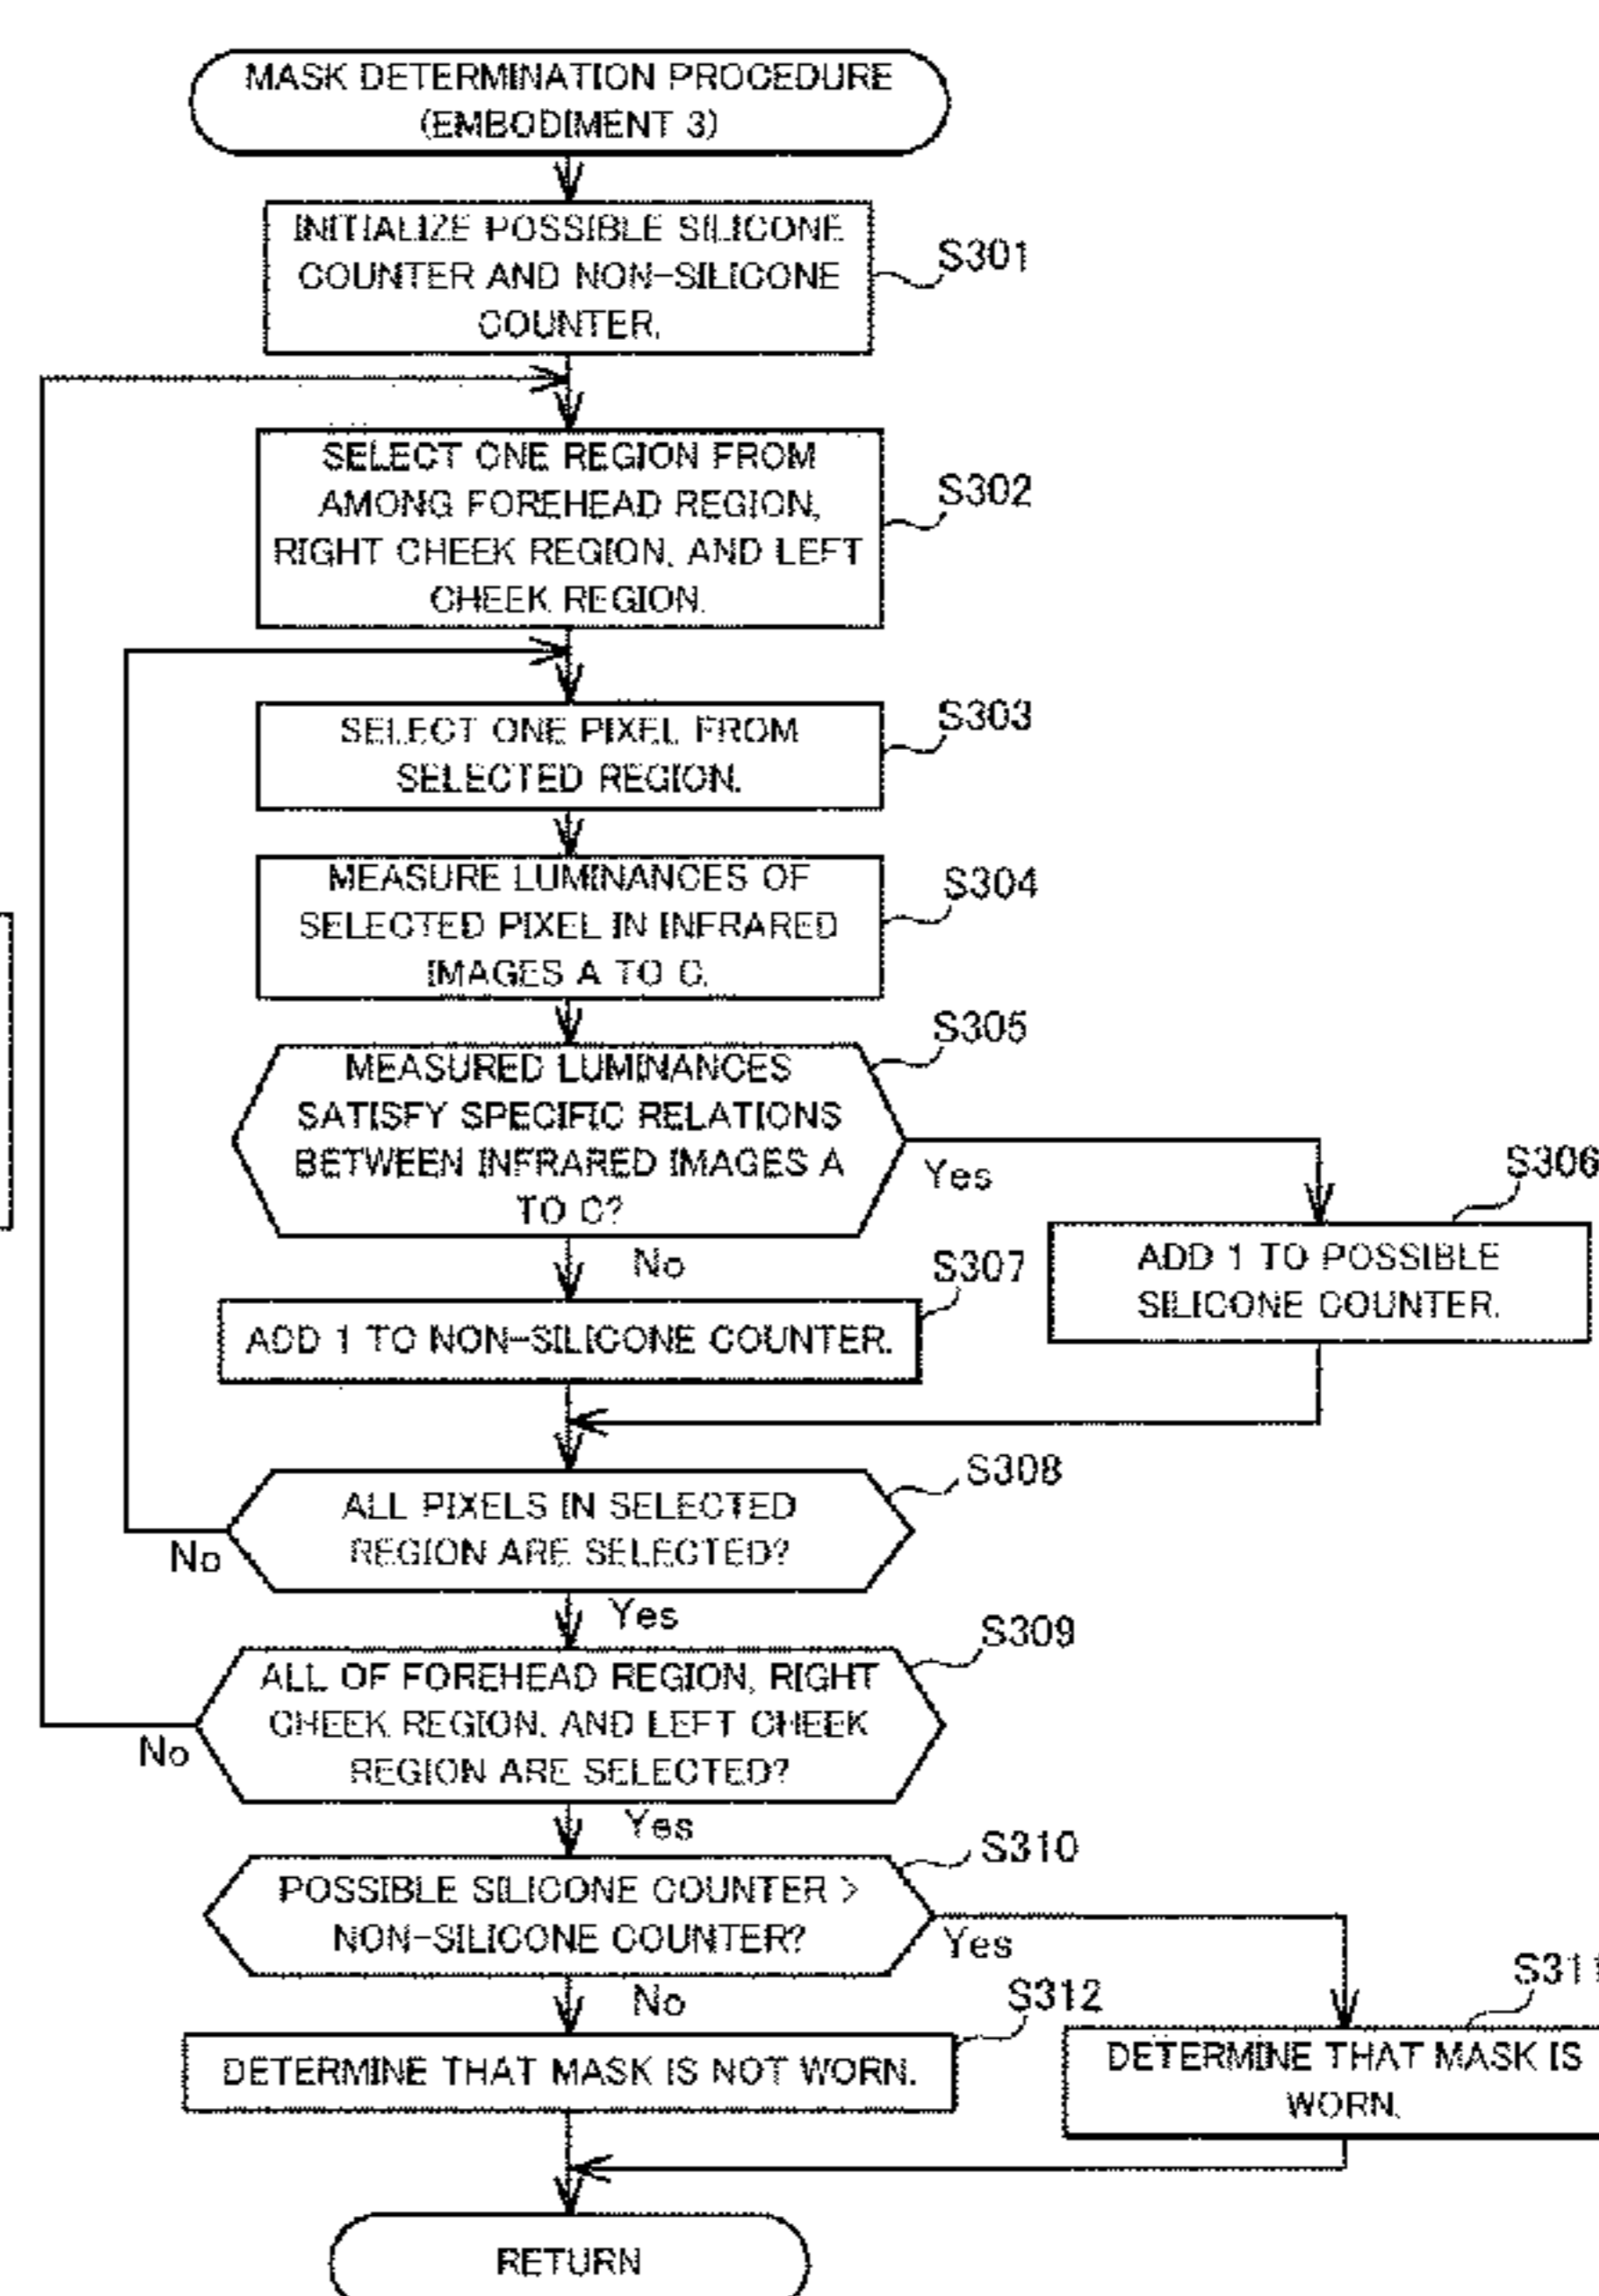 MASK DETERMINATION PROCEDURE
(EMBODIMENT 3)
INITIALIZE POSSIBLE SILICONE
COUNTER AND NON-SILICONE
COUNTER.
S301
SELECT ONE REGION FROM
AMONG FOREHEAD REGION,
RIGHT CHEEK REGION, AND LEFT
CHEEK REGION.
S302
SELECT ONE PIXEL FROM
SELECTED REGION.
S303
MEASURE LUMINANCES OF
SELECTED PIXEL IN INFRARED
IMAGES A TO C.
S304
MEASURED LUMINANCES
SATISFY SPECIFIC RELATIONS
BETWEEN INFRARED IMAGES A
TO C?
S305
Yes
No
S306
ADD 1 TO POSSIBLE
SILICONE COUNTER.
S307
ADD 1 TO NON-SILICONE COUNTER.
S308
ALL PIXELS IN SELECTED
REGION ARE SELECTED?
No
Yes
S309
ALL OF FOREHEAD REGION, RIGHT
CHEEK REGION, AND LEFT CHEEK
REGION ARE SELECTED?
No
Yes
S310
POSSIBLE SILICONE COUNTER >
NON-SILICONE COUNTER?
Yes
No
S311
DETERMINE THAT MASK IS
WORN.
S312
DETERMINE THAT MASK IS NOT WORN.
RETURN